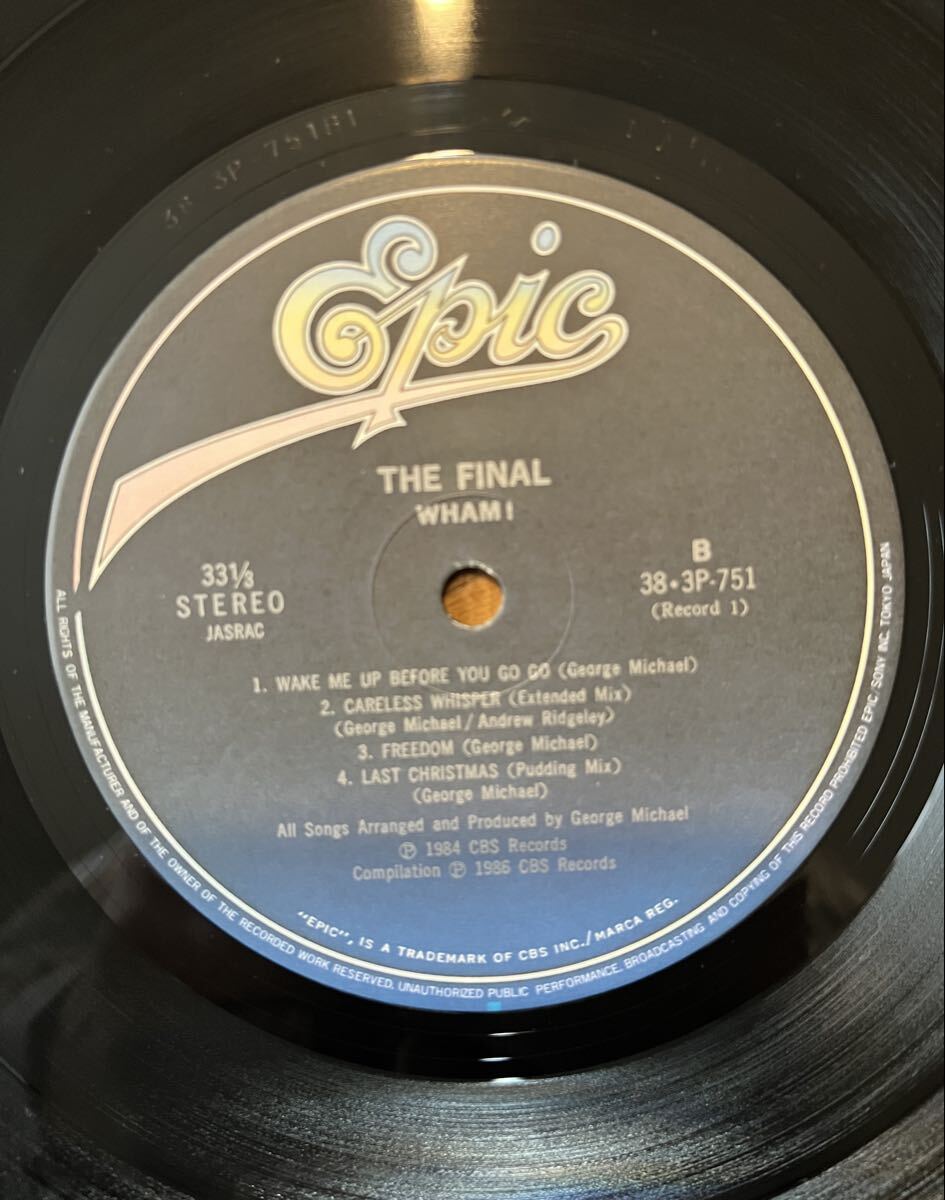 38 3P 751B1
Epic
THE FINAL
WHAM!
33⅓
STEREO
JASRAC
B
38・3P-751
(Record 1)
1. WAKE ME UP BEFORE YOU GO GO (George Michael)
2. CARELESS WHISPER (Extended Mix)
(George Michael/Andrew Ridgeley)
3. FREEDOM (George Michael)
4. LAST CHRISTMAS (Pudding Mix)
(George Michael)
All Songs Arranged and Produced by George Michael
℗ 1984 CBS Records
Compilation ℗ 1986 CBS Records
"EPIC", IS A TRADEMARK OF CBS INC./MARCA REG.
ALL RIGHTS OF THE MANUFACTURER AND OF THE OWNER OF THE RECORDED WORK RESERVED. UNAUTHORIZED PUBLIC PERFORMANCE, BROADCASTING AND COPYING OF THIS RECORD PROHIBITED EPIC/SONY INC. TOKYO JAPAN